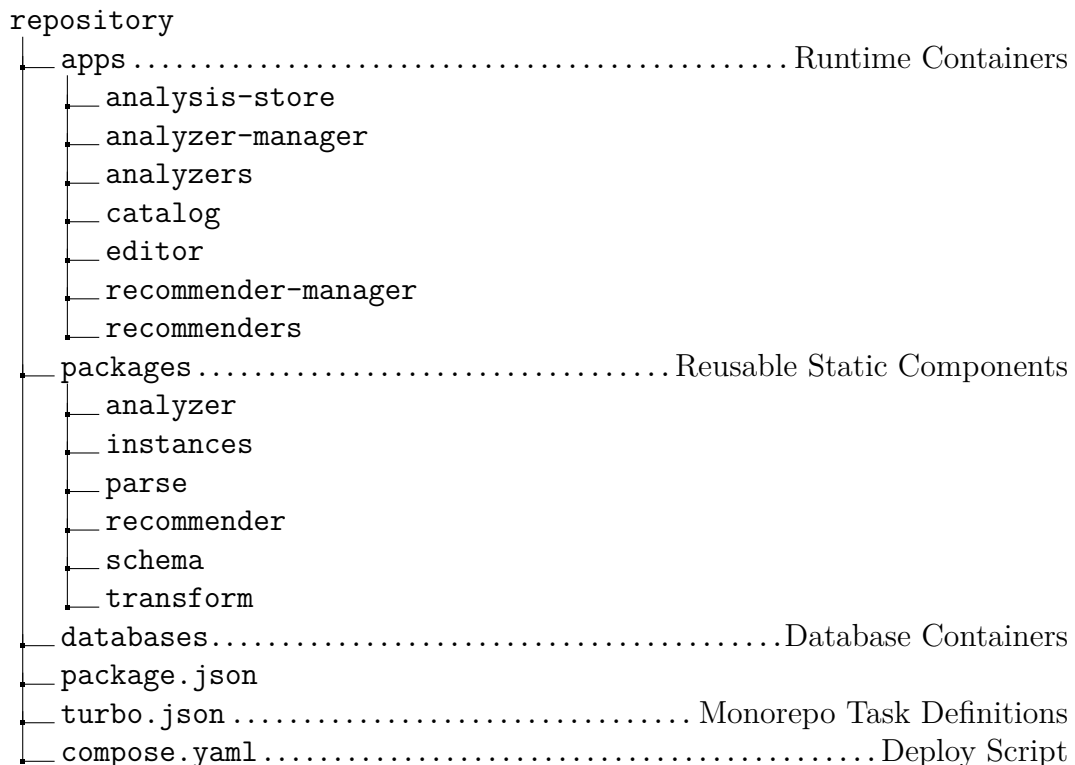 repository
apps ................................................ Runtime Containers
analysis-store
analyzer-manager
analyzers
catalog
editor
recommender-manager
recommenders
packages .................................. Reusable Static Components
analyzer
instances
parse
recommender
schema
transform
databases.........................................Database Containers
package.json
turbo.json ................................. Monorepo Task Definitions
compose.yaml ............................................ Deploy Script